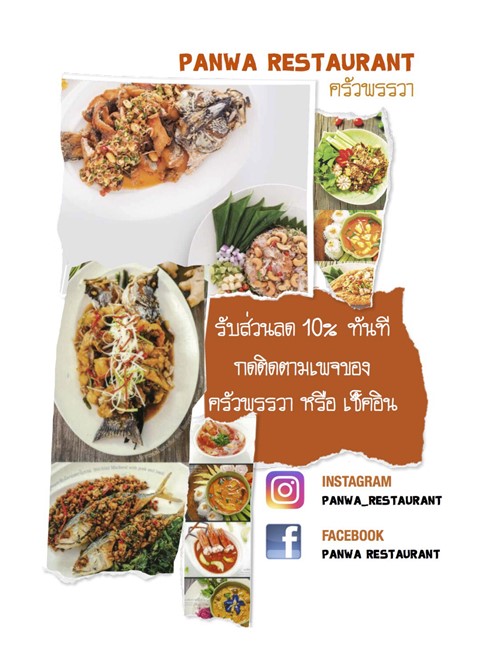 PANWA RESTAURANT
ครัวพรรวา
รับส่วนลด 10% ทันที
กดติดตามเพจของ
ครัวพรรวา หรือ เช็คอิน
INSTAGRAM
PANWA_RESTAURANT
FACEBOOK
PANWA RESTAURANT